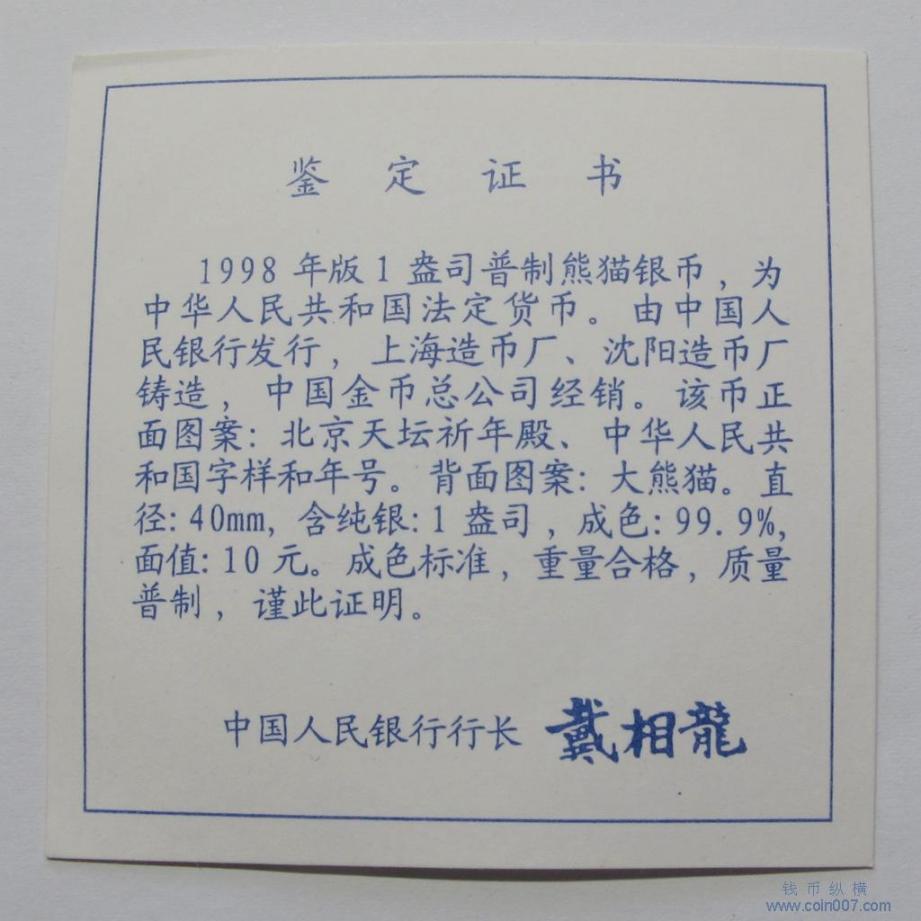 鉴定证书
1998年版1盎司普制熊猫银币，为
中华人民共和国法定货币。由中国人
民银行发行，上海造币厂、沈阳造币厂
铸造，中国金币总公司经销。该币正
面图案：北京天坛祈年殿、中华人民共
和国字样和年号。背面图案：大熊猫。直
径：40mm，含纯银：1盎司，成色：99.9%，
面值：10元。成色标准，重量合格，质量
普制，谨此证明。
中国人民银行行长 戴相龍
钱币纵横
www.coin007.com